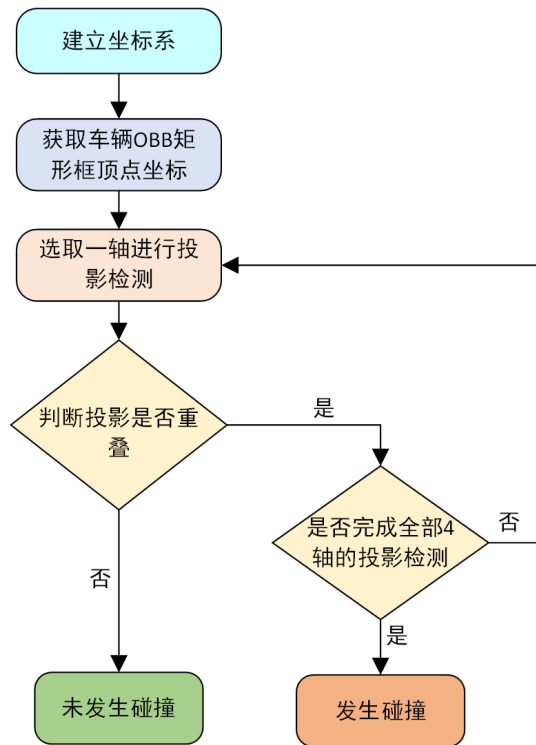 建立坐标系
获取车辆OBB矩
形框顶点坐标
选取一轴进行投
影检测
判断投影是否重
叠
是
是否完成全部4
轴的投影检测
否
否
是
未发生碰撞
发生碰撞